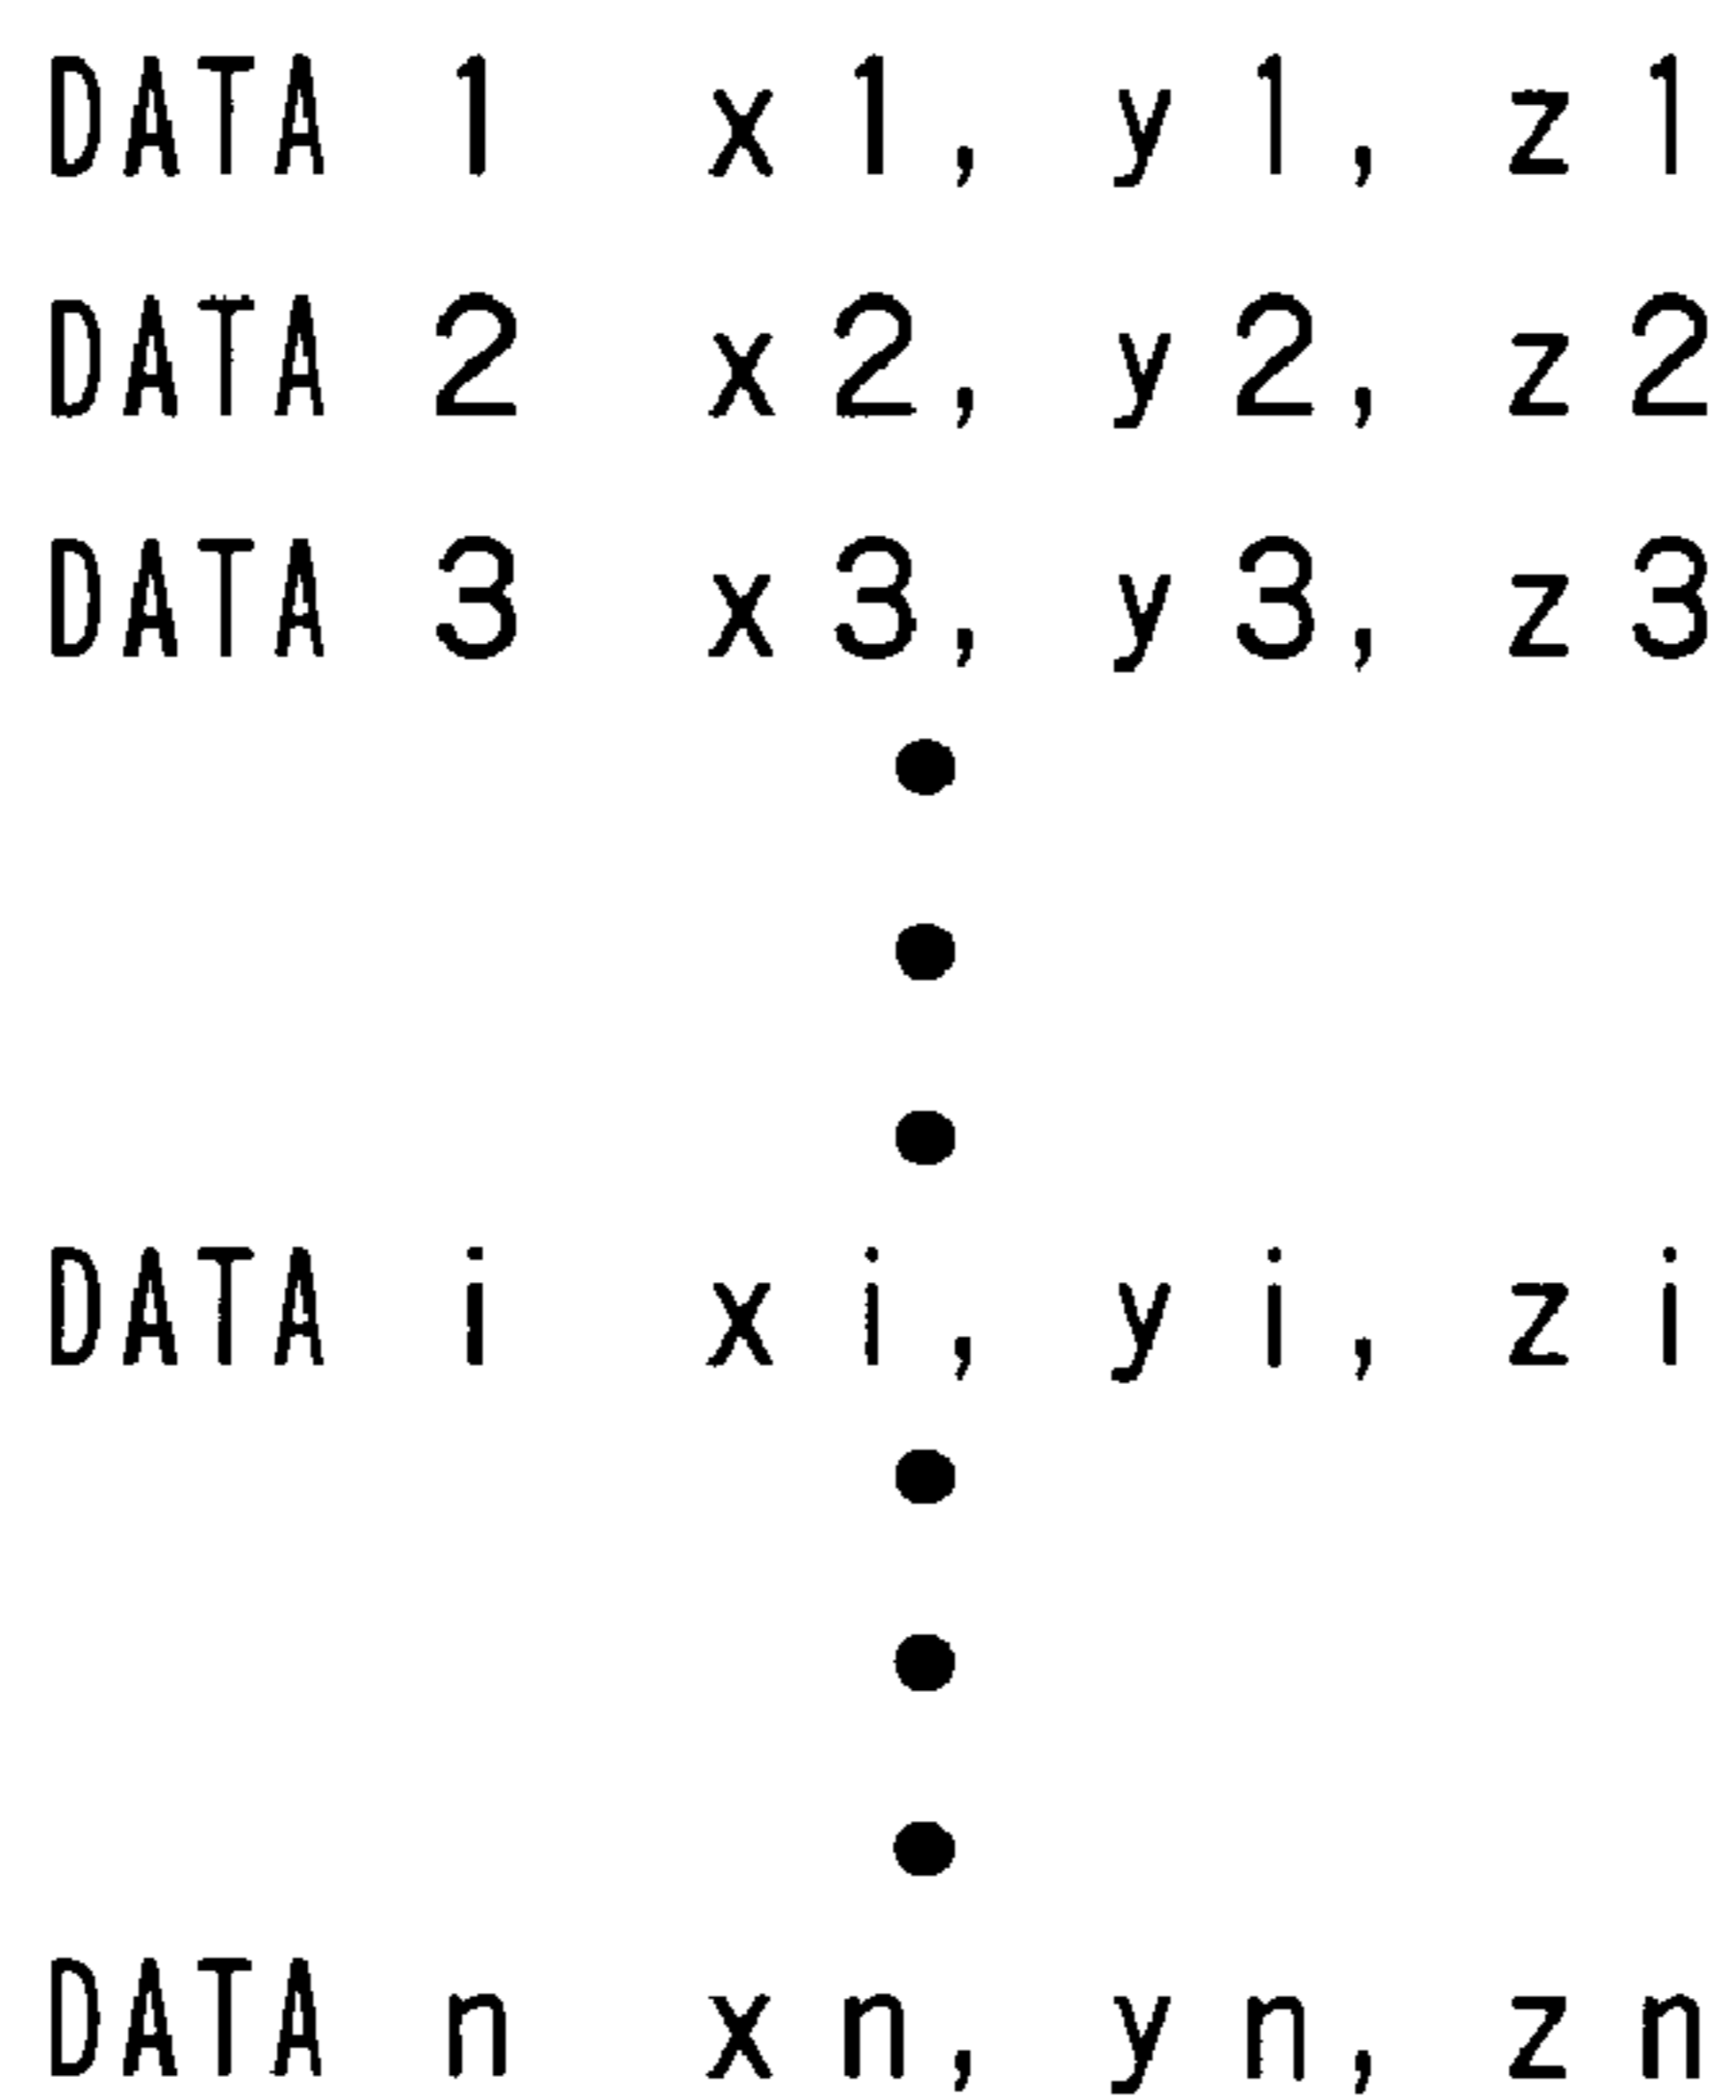 DATA 1 x1, y1, z1
DATA 2 x2, y2, z2
DATA 3 x3, y3, z3
•
•
•
DATA i xi, yi, zi
•
•
•
DATA n xn, yn, zn